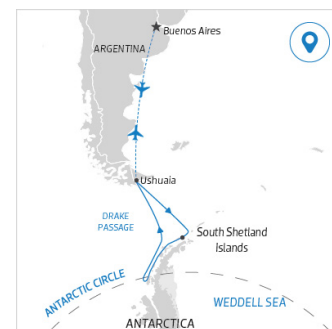 Buenos Aires
ARGENTINA
Ushuaia
DRAKE
PASSAGE
South Shetland
Islands
ANTARCTIC CIRCLE
WEDDELL SEA
ANTARCTICA